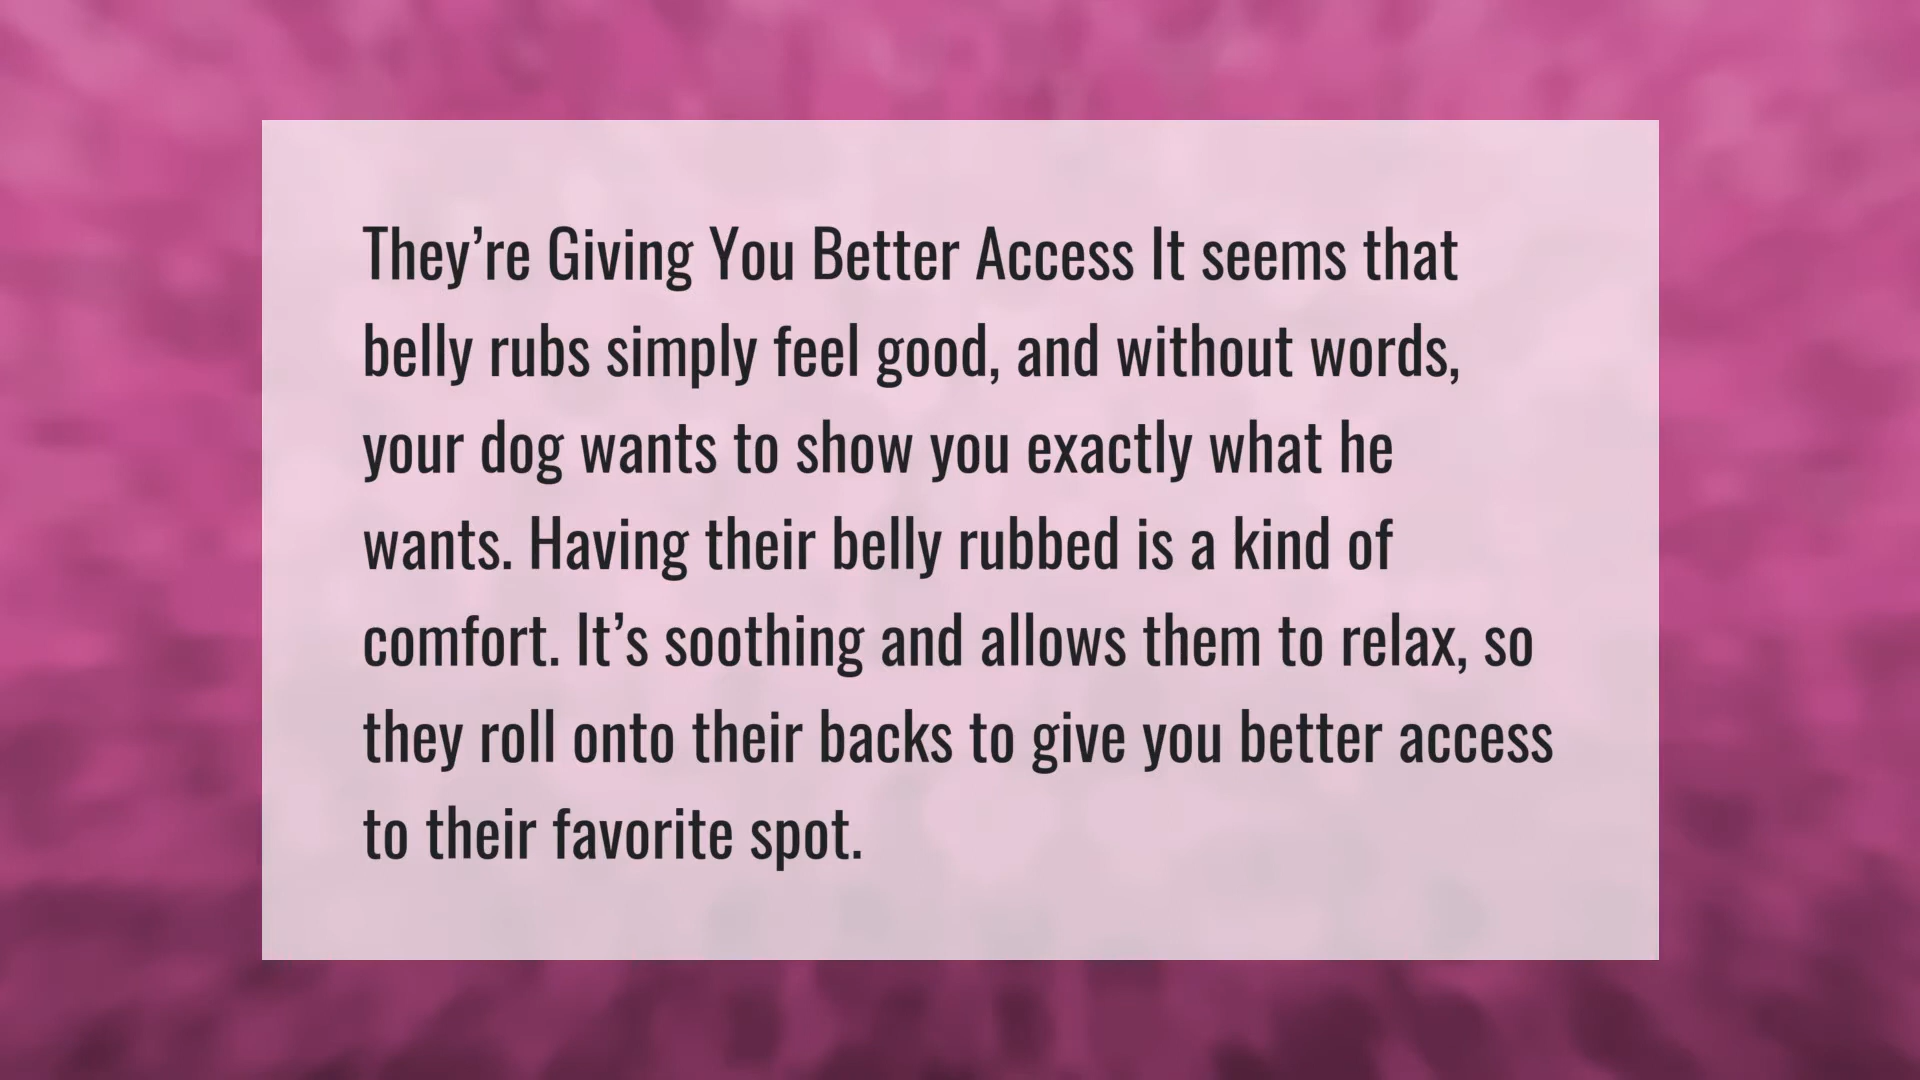 They’re Giving You Better Access It seems that
belly rubs simply feel good, and without words,
your dog wants to show you exactly what he
wants. Having their belly rubbed is a kind of
comfort. It’s soothing and allows them to relax, so
they roll onto their backs to give you better access
to their favorite spot.